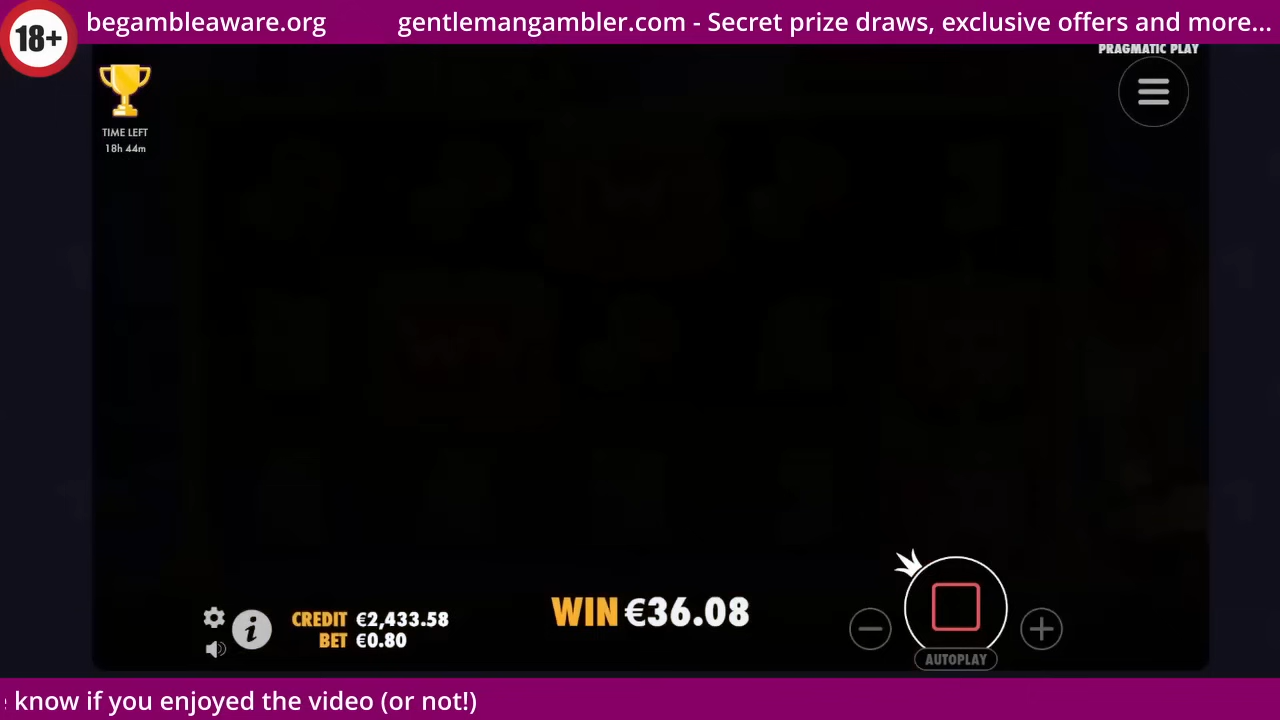 18+
begambleaware.org
gentlemangambler.com - Secret prize draws, exclusive offers and more...
PRAGMATIC PLAY
TIME LEFT
18h 44m
CREDIT €2,433.58
BET €0.80
WIN €36.08
AUTOPLAY
know if you enjoyed the video (or not!)